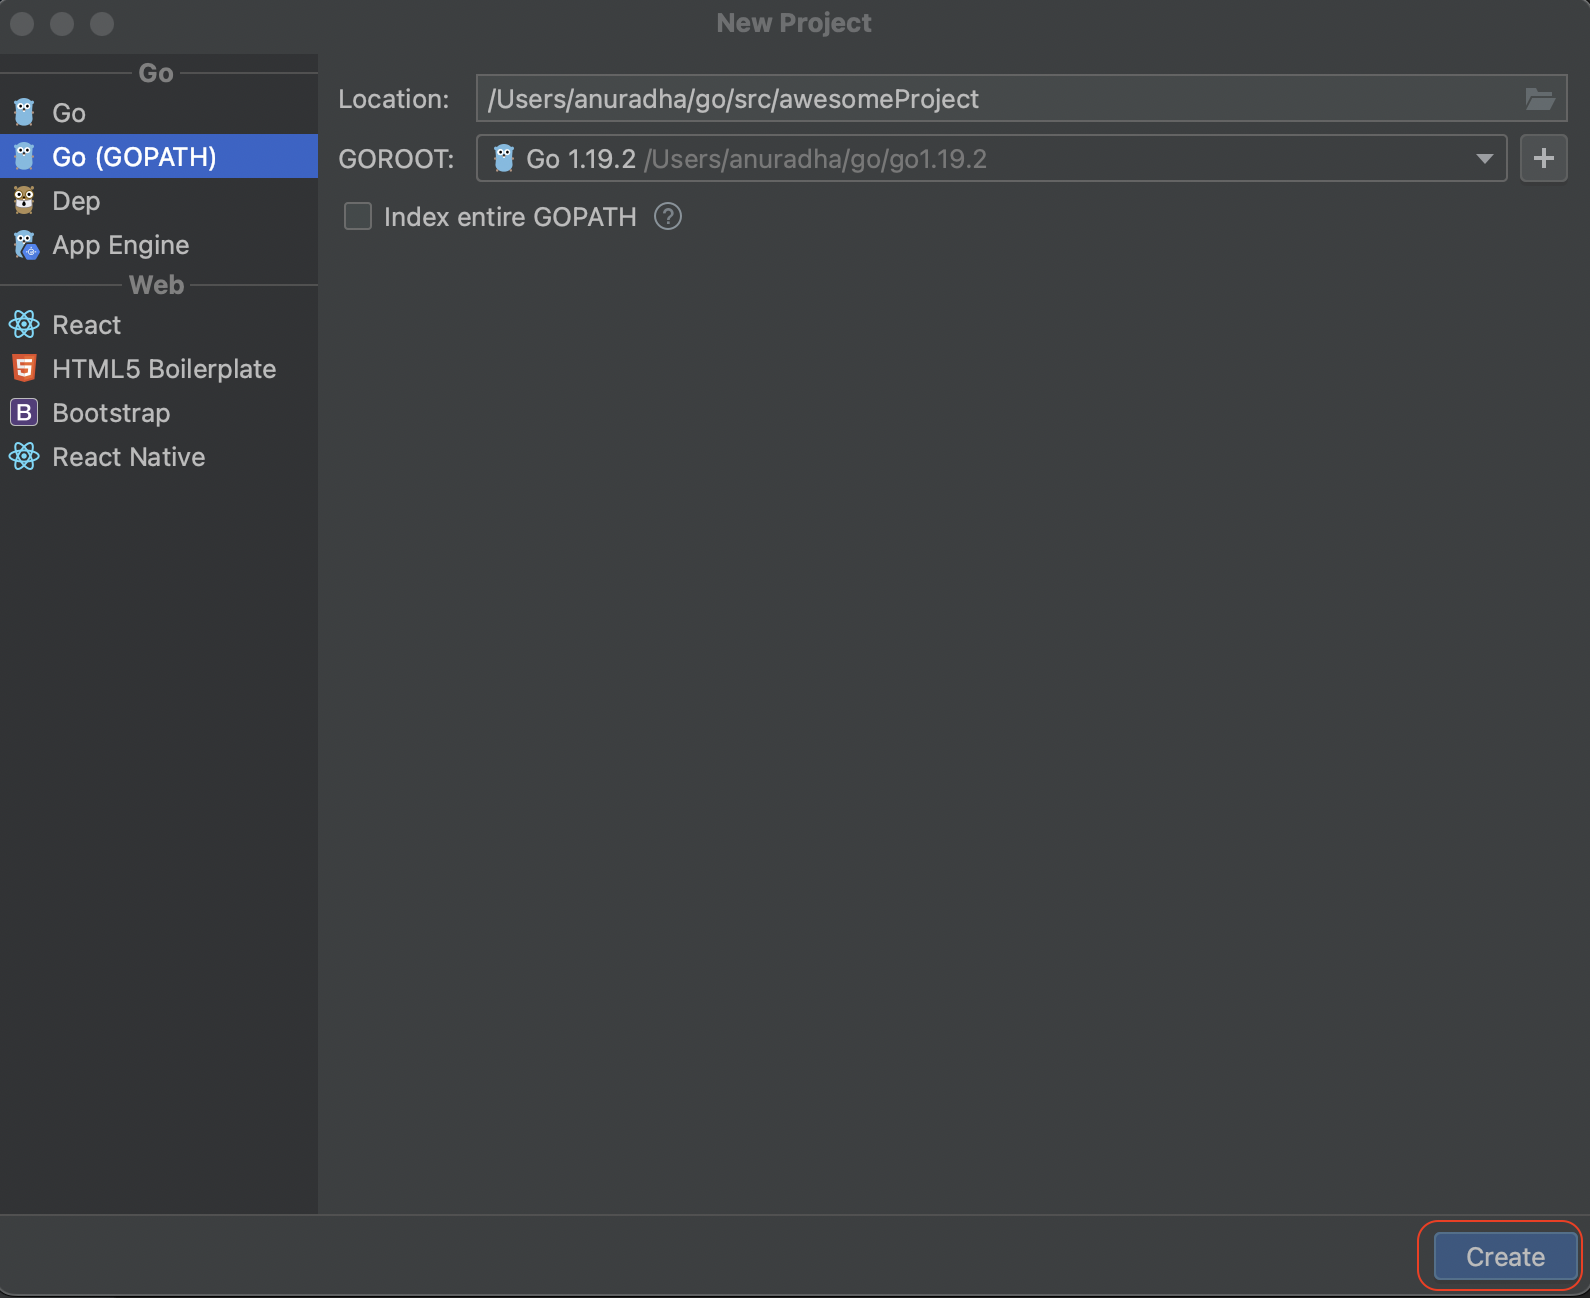 New Project
Go
Go
Go (GOPATH)
Dep
App Engine
Web
React
HTML5 Boilerplate
Bootstrap
React Native
Location: /Users/anuradha/go/src/awesomeProject
GOROOT: Go 1.19.2 /Users/anuradha/go/go1.19.2
Index entire GOPATH ?
Create